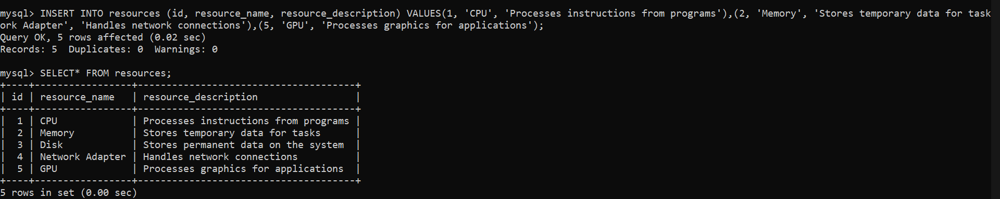 mysql> INSERT INTO resources (id, resource_name, resource_description) VALUES(1, 'CPU', 'Processes instructions from programs'),(2, 'Memory', 'Stores temporary data for task
ork Adapter', 'Handles network connections'),(5, 'GPU', 'Processes graphics for applications');
Query OK, 5 rows affected (0.02 sec)
Records: 5  Duplicates: 0  Warnings: 0

mysql> SELECT* FROM resources;
+----+-----------------+--------------------------------------+
| id | resource_name   | resource_description                 |
+----+-----------------+--------------------------------------+
|  1 | CPU             | Processes instructions from programs |
|  2 | Memory          | Stores temporary data for tasks      |
|  3 | Disk            | Stores permanent data on the system  |
|  4 | Network Adapter | Handles network connections          |
|  5 | GPU             | Processes graphics for applications  |
+----+-----------------+--------------------------------------+
5 rows in set (0.00 sec)